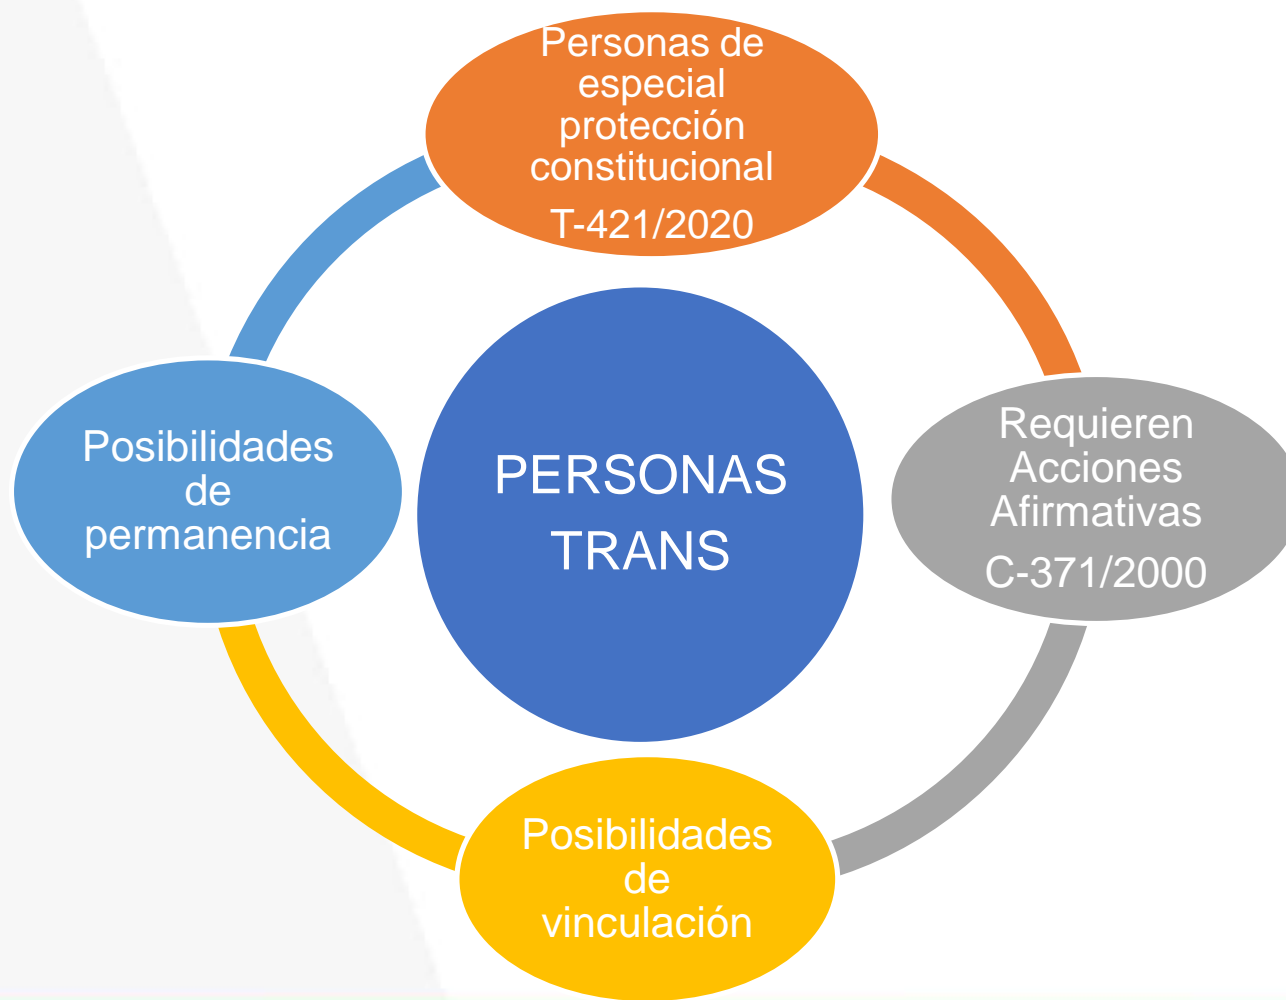 Personas de
especial
protección
constitucional
T-421/2020
Requieren
Acciones
Afirmativas
C-371/2000
PERSONAS
TRANS
Posibilidades
de
permanencia
Posibilidades
de
vinculación